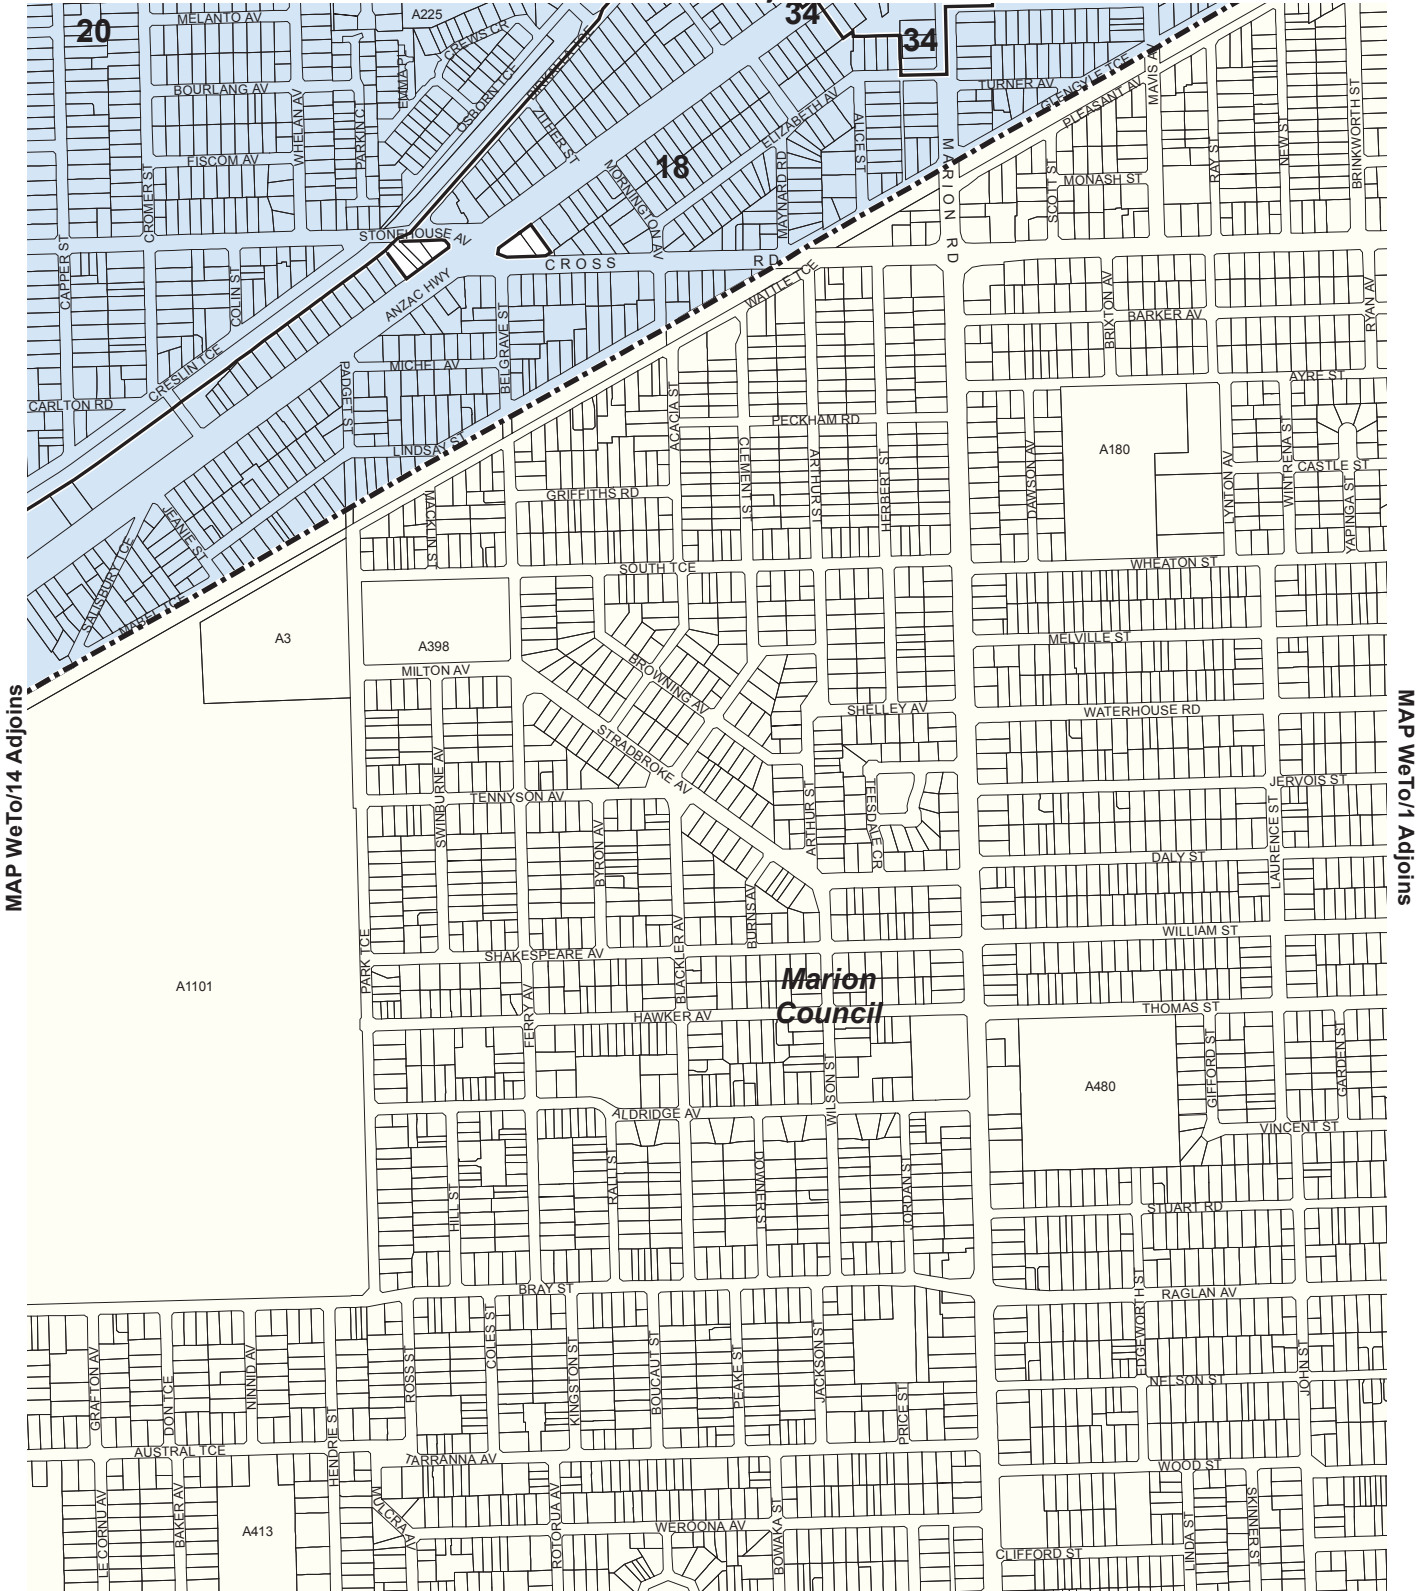 MELANTO AV
A225
34
20
CREWS CR
34
BOURLANG AV
EMMA PL
OSBORN TCE
TURNER AV
GLENGYLE TCE
MAVIS A
PLEASANT AV
WHELAN AV
PARKIN C
ELIZABETH AV
ALICE ST
BRINKWORTH ST
NEW ST
RAY ST
FISCOM AV
18
MORNINGTON AV
MAYNARD RD
MARION RD
SCOTT ST
MONASH ST
CROMER ST
STONEHOUSE AV
CROSS RD
CAPPER ST
COLIN ST
ANZAC HWY
WATTLE TCE
BELGRAVE ST
BRIXTON AV
BARKER AV
RYAN AV
CRESLIN TCE
MICHEL AV
PADGET ST
AYRE ST
CARLTON RD
ACACIA ST
PECKHAM RD
LINDSAY ST
CLEMENT ST
ARTHUR ST
HERBERT ST
DAWSON AV
A180
LYNTON AV
WINTRENA ST
CASTLE ST
YAPINGA ST
GRIFFITHS RD
MACKLIN ST
JEANIE ST
SALISBURY TCE
MABEL TCE
SOUTH TCE
WHEATON ST
A3
A398
MELVILLE ST
MILTON AV
BROWNING AV
SHELLEY AV
WATERHOUSE RD
STRADBROKE AV
SWINBURNE AV
TENNYSON AV
BYRON AV
ARTHUR ST
TEESDALE CR
JERVOIS ST
LAURENCE ST
MAP WeTo/14 Adjoins
MAP WeTo/1 Adjoins
DALY ST
BURNS AV
BLACKLER AV
WILLIAM ST
PARK TCE
SHAKESPEARE AV
A1101
Marion
Council
FERRY AV
HAWKER AV
THOMAS ST
WILSON ST
GIFFORD ST
GARDEN ST
A480
ALDRIDGE AV
VINCENT ST
HILL ST
RALLI ST
DOWNER S
JORDAN S
STUART RD
BRAY ST
RAGLAN AV
EDGEWORTH ST
GRAFTON AV
DON TCE
NINNID AV
ROSS ST
COLES ST
KINGSTON ST
BOUCAUT ST
PEAKE ST
JACKSON ST
PRICE ST
NELSON ST
JOHN ST
AUSTRAL TCE
HENDRIE ST
TARRANNA AV
WOOD ST
LE CORNU AV
BAKER AV
A413
MULCRA AV
ROTORUA AV
WEROONA AV
BOWAKA ST
CLIFFORD ST
LINDA ST
SKINNER ST